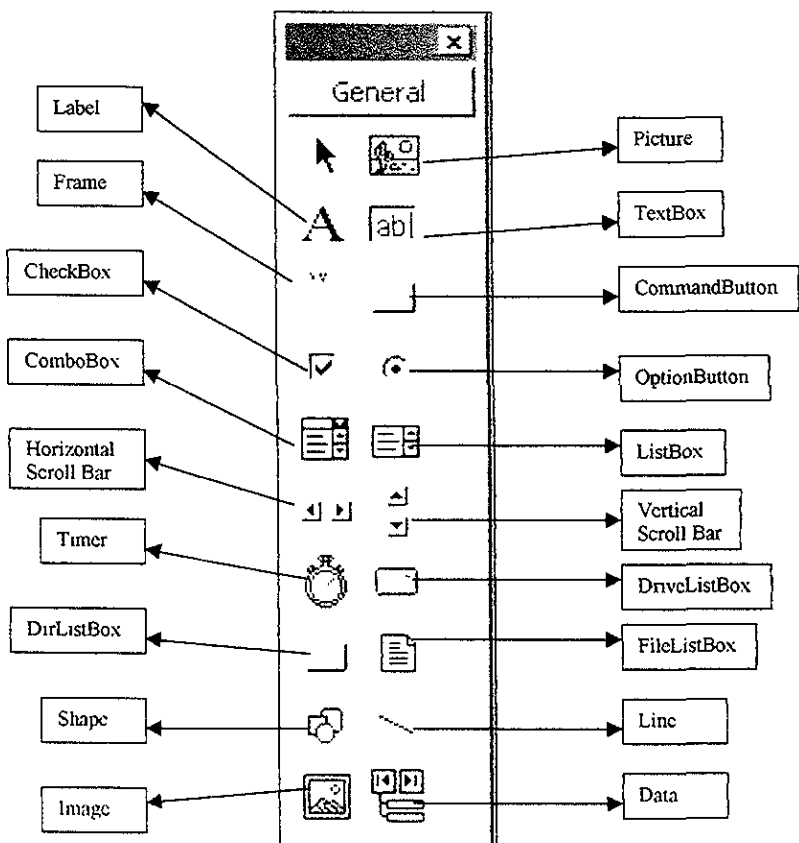 General
Label
Picture
Frame
TextBox
A
abl
CheckBox
CommandButton
ComboBox
OptionButton
Horizontal
Scroll Bar
ListBox
Timer
Vertical
Scroll Bar
DriveListBox
DirListBox
FileListBox
Shape
Line
Image
Data